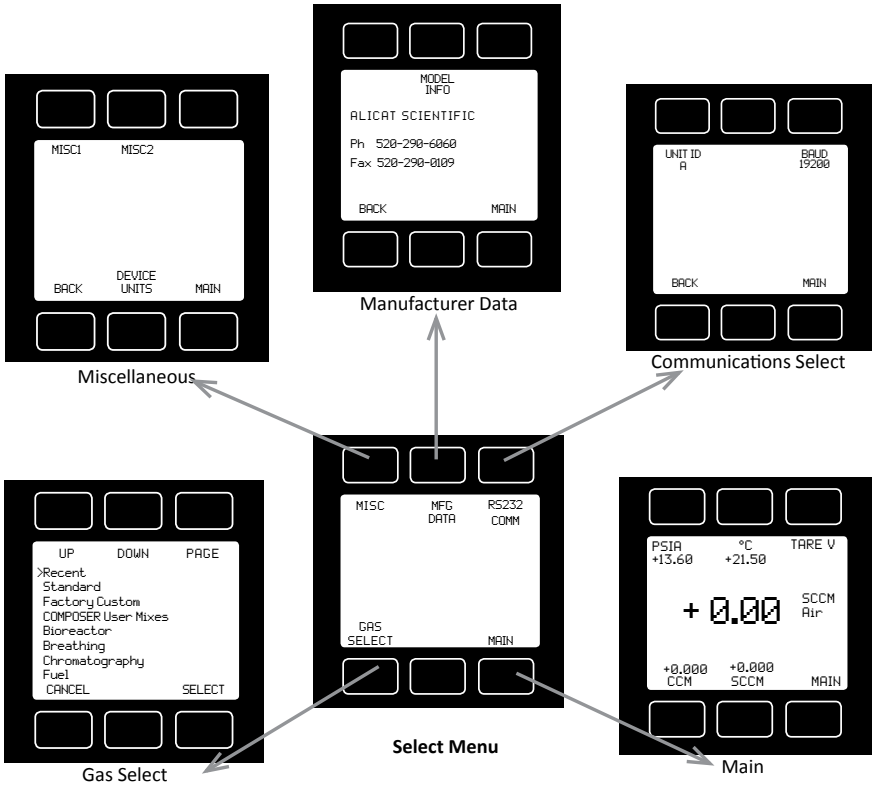 MODEL
INFO
ALICAT SCIENTIFIC
Ph 520-290-6060
Fax 520-290-0109
BACK MAIN
Manufacturer Data
MISC1 MISC2
DEVICE
BACK UNITS MAIN
Miscellaneous
UNIT ID BAUD
A 19200
BACK MAIN
Communications Select
MISC MFG RS232
DATA COMM
GAS
SELECT MAIN
Select Menu
UP DOWN PAGE
>Recent
Standard
Factory Custom
COMPOSER User Mixes
Bioreactor
Breathing
Chromatography
Fuel
CANCEL SELECT
Gas Select
PSIA °C TARE V
+13.60 +21.50
+ 0.00 SCCM
Air
+0.000 +0.000
CCM SCCM MAIN
Main